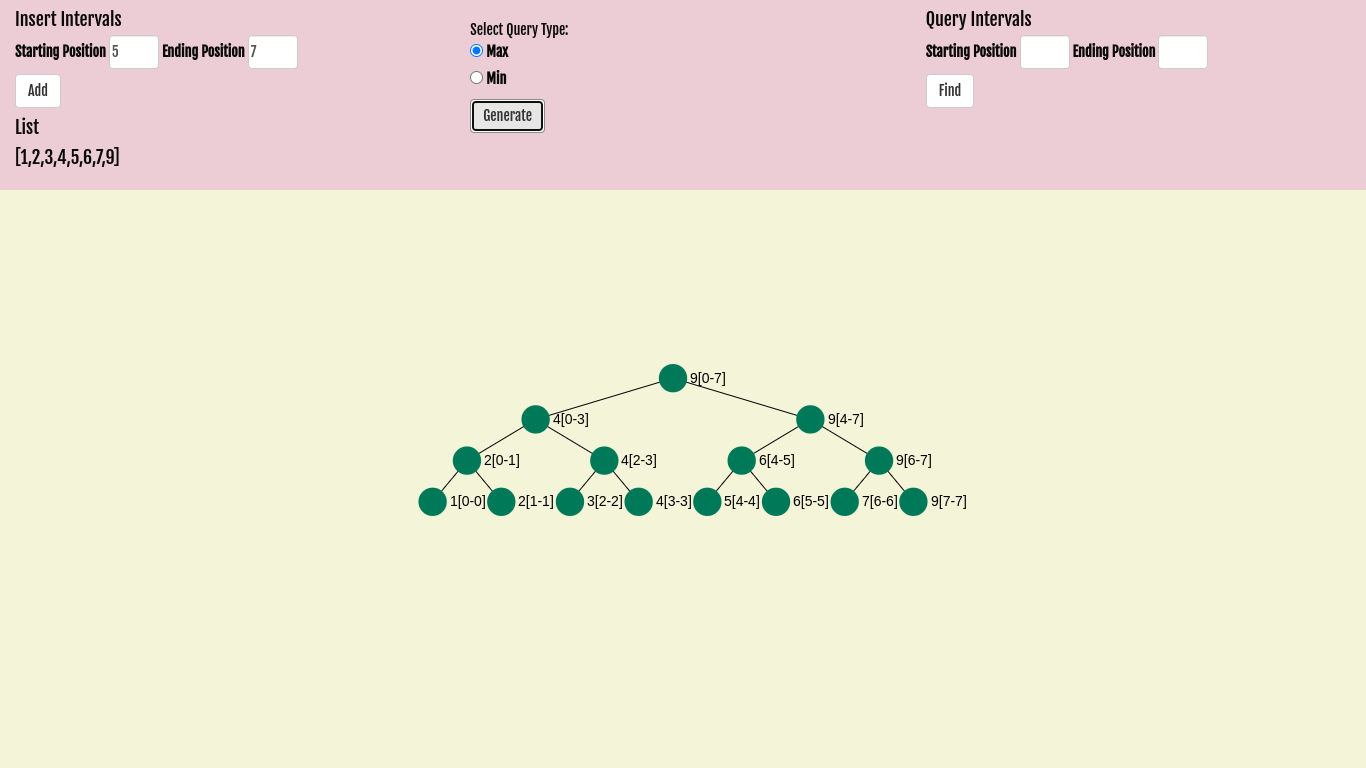 Insert Intervals
Starting Position 5 Ending Position 7
Add
List
[1,2,3,4,5,6,7,9]
Select Query Type:
Max
Min
Generate
Query Intervals
Starting Position Ending Position
Find
9[0-7]
4[0-3] 9[4-7]
2[0-1] 4[2-3] 6[4-5] 9[6-7]
1[0-0] 2[1-1] 3[2-2] 4[3-3] 5[4-4] 6[5-5] 7[6-6] 9[7-7]